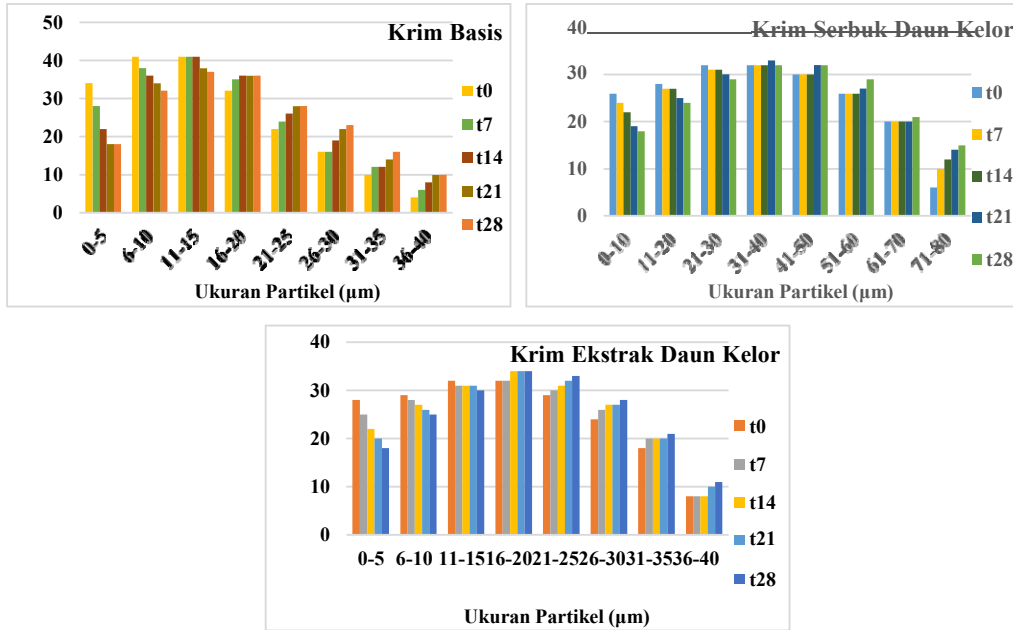 Krim Basis
50
40
30
20
10
0
t0
t7
t14
t21
t28
0-5
6-10
11-15
16-20
21-25
26-30
31-35
36-40
Ukuran Partikel (µm)
Krim Serbuk Daun Kelor
40
30
20
10
0
t0
t7
t14
t21
t28
0-10
11-20
21-30
31-40
41-50
51-60
61-70
71-80
Ukuran Partikel (µm)
Krim Ekstrak Daun Kelor
40
30
20
10
0
t0
t7
t14
t21
t28
0-5 6-10 11-15 16-20 21-25 26-30 31-35 36-40
Ukuran Partikel (µm)